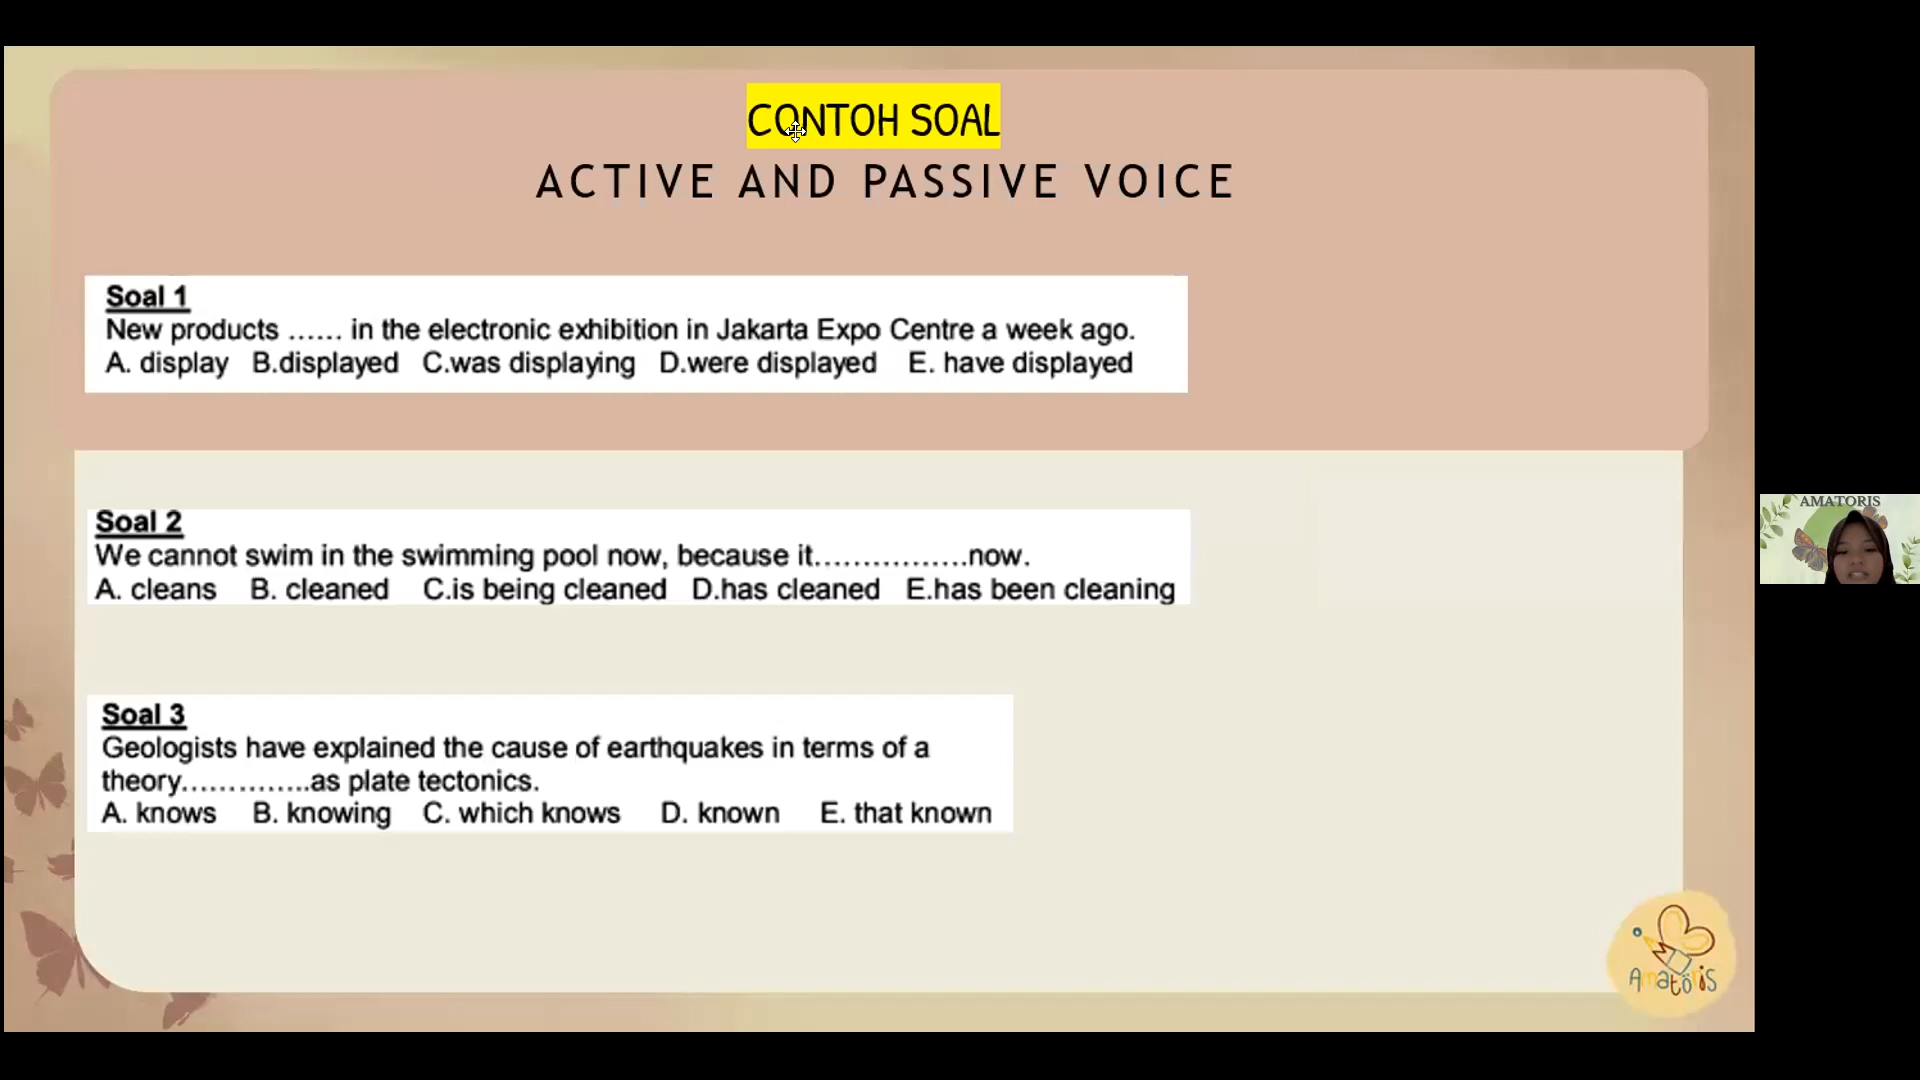 CONTOH SOAL
ACTIVE AND PASSIVE VOICE
Soal 1
New products ...... in the electronic exhibition in Jakarta Expo Centre a week ago.
A. display B.displayed C.was displaying D.were displayed E. have displayed
Soal 2
We cannot swim in the swimming pool now, because it................now.
A. cleans B. cleaned C.is being cleaned D.has cleaned E.has been cleaning
Soal 3
Geologists have explained the cause of earthquakes in terms of a
theory..............as plate tectonics.
A. knows B. knowing C. which knows D. known E. that known
AMATORIS
Amatöris